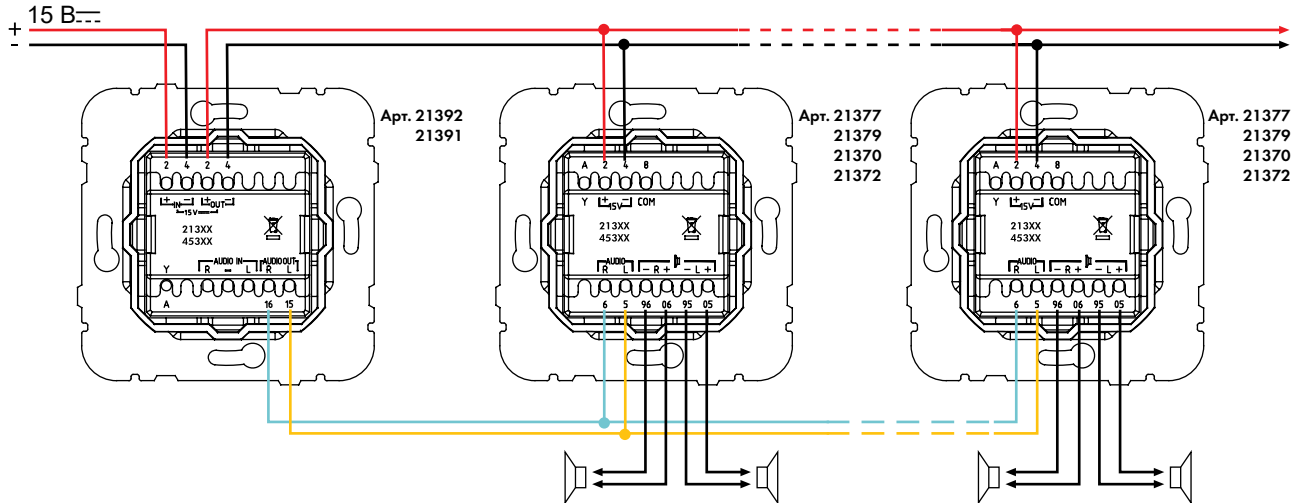 + 15 В
-
Арт. 21392
21391
2 4 2 4
+ IN − + OUT −
15V
213XX
453XX
AUDIO IN AUDIO OUT
Y R − L R L
A 16 15
Арт. 21377
21379
21370
21372
A 2 4 8
Y + 15V − COM
213XX
453XX
AUDIO
R L − R + − L +
6 5 96 06 95 05
Арт. 21377
21379
21370
21372
A 2 4 8
Y + 15V − COM
213XX
453XX
AUDIO
R L − R + − L +
6 5 96 06 95 05